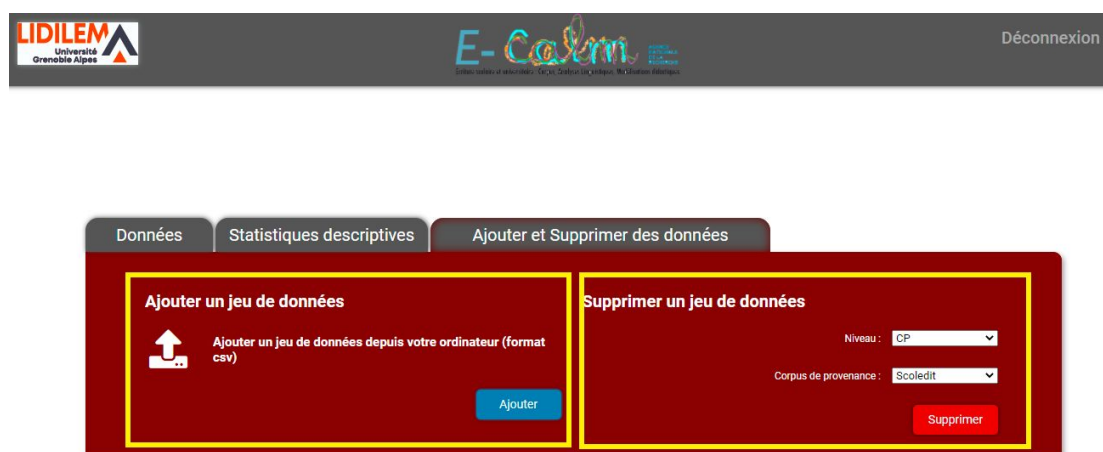 LIDILEM
Université
Grenoble Alpes
E-Calm
Déconnexion
Données
Statistiques descriptives
Ajouter et Supprimer des données
Ajouter un jeu de données
Ajouter un jeu de données depuis votre ordinateur (format
csv)
Ajouter
Supprimer un jeu de données
Niveau :
CP
Corpus de provenance :
Scoledit
Supprimer